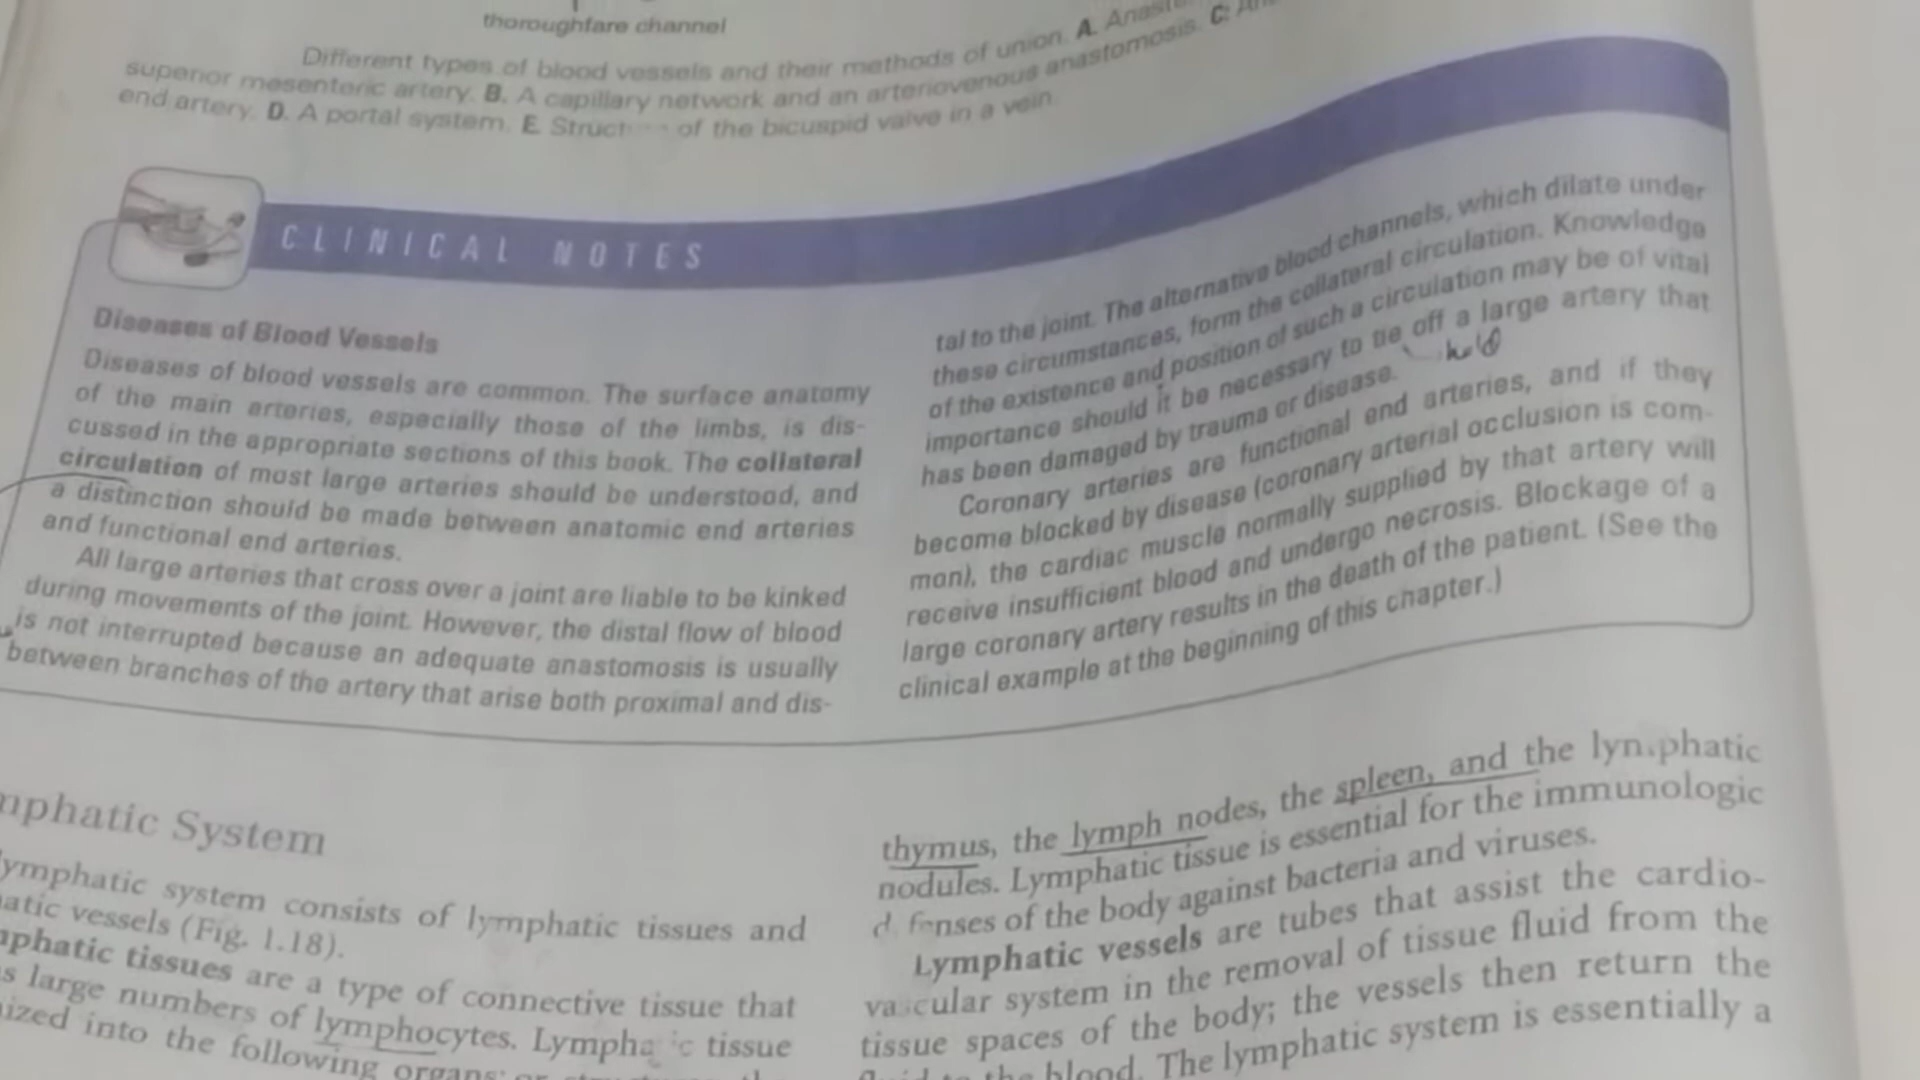 thoroughfare channel
Different types of blood vessels and their methods of union. A.
superior mesenteric artery. B. A capillary network and an arteriovenous anastomosis. C.
end artery. D. A portal system. E. of the bicuspid valve in a vein
CLINICAL NOTES
Diseases of Blood Vessels
Diseases of blood vessels are common. The surface anatomy
of the main arteries, especially those of the limbs, is dis-
cussed in the appropriate sections of this book. The collateral
circulation of most large arteries should be understood, and
a distinction should be made between anatomic end arteries
and functional end arteries.
All large arteries that cross over a joint are liable to be kinked
during movements of the joint. However, the distal flow of blood
is not interrupted because an adequate anastomosis is usually
between branches of the artery that arise both proximal and dis-
tal to the joint. The alternative blood channels, which dilate under
these circumstances, form the collateral circulation. Knowledge
of the existence and position of such a circulation may be of vital
importance should it be necessary to tie off a large artery that
has been damaged by trauma or disease.
Coronary arteries are functional end arteries, and if they
become blocked by disease (coronary arterial occlusion is com-
mon), the cardiac muscle normally supplied by that artery will
receive insufficient blood and undergo necrosis. Blockage of a
large coronary artery results in the death of the patient. (See the
clinical example at the beginning of this chapter.)
mphatic System
lymphatic system consists of lymphatic tissues and
atic vessels (Fig. 1.18).
mphatic tissues are a type of connective tissue that
s large numbers of lymphocytes. tissue
ized into the following organs
thymus, the lymph nodes, the spleen, and the lymphatic
nodules. Lymphatic tissue is essential for the immunologic
of the body against bacteria and viruses.
Lymphatic vessels are tubes that assist the cardio-
vascular system in the removal of tissue fluid from the
tissue spaces of the body; the vessels then return the
the blood. The lymphatic system is essentially a